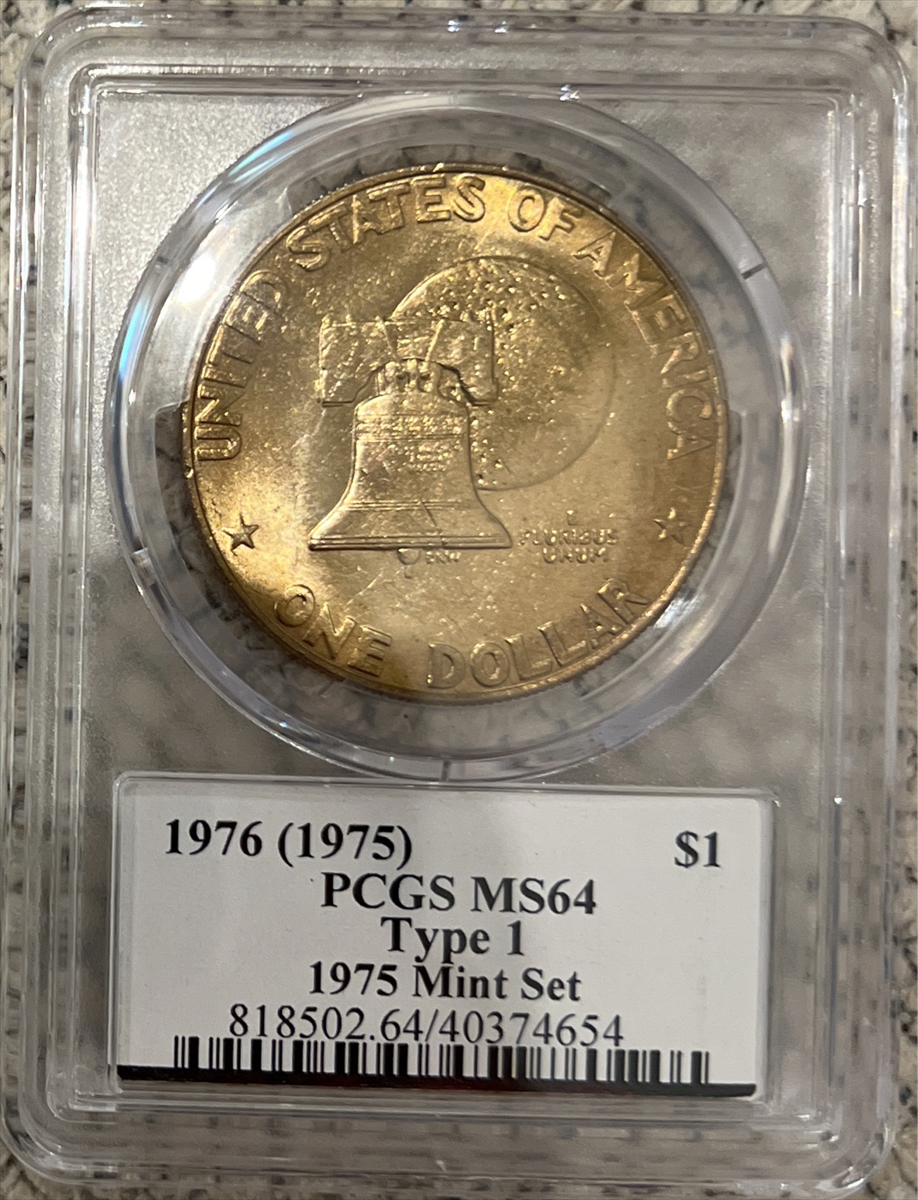 UNITED STATES OF AMERICA
E
PLURIBUS
UNUM
ONE DOLLAR
1976 (1975) $1
PCGS MS64
Type 1
1975 Mint Set
818502.64/40374654